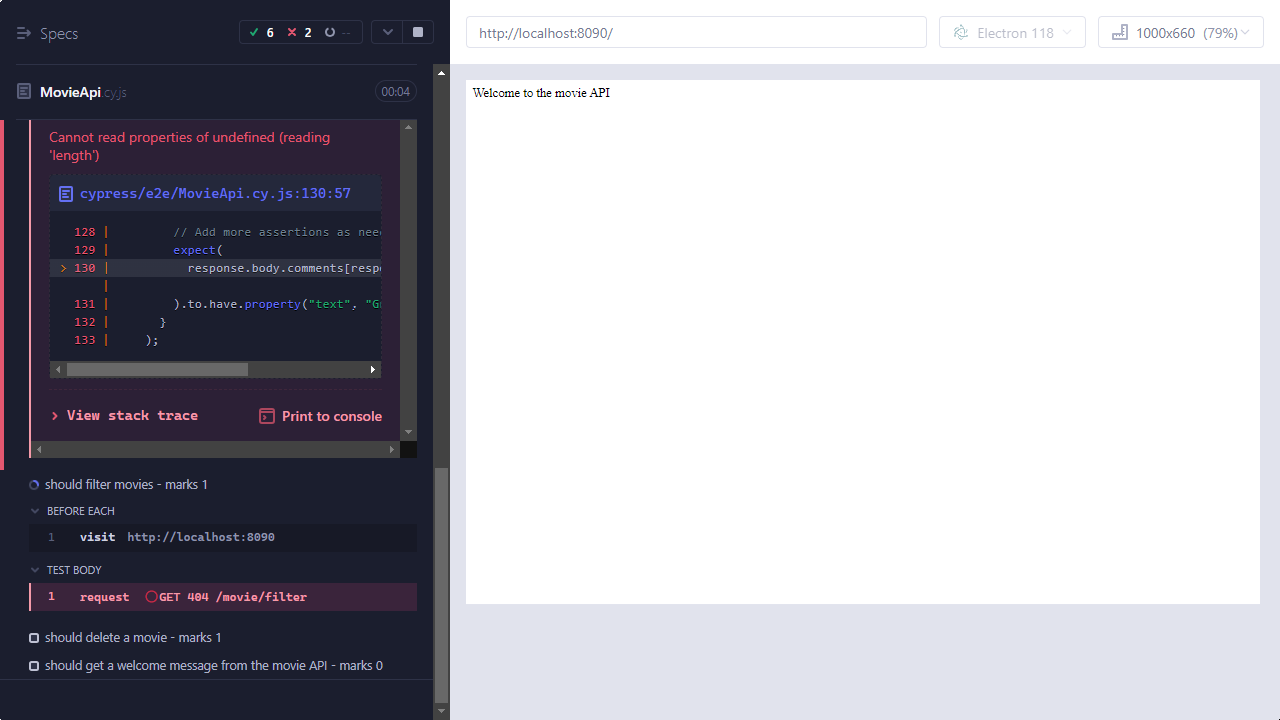 Specs
6
2
--
http://localhost:8090/
Electron 118
1000x660 (79%)
MovieApi.cy.js
00:04
Cannot read properties of undefined (reading
'length')
cypress/e2e/MovieApi.cy.js:130:57
128 | // Add more assertions as nee
129 | expect(
> 130 | response.body.comments[resp
|
131 | ).to.have.property("text", "G
132 | }
133 | );
View stack trace
Print to console
should filter movies - marks 1
BEFORE EACH
1 visit http://localhost:8090
TEST BODY
1 request GET 404 /movie/filter
should delete a movie - marks 1
should get a welcome message from the movie API - marks 0
Welcome to the movie API